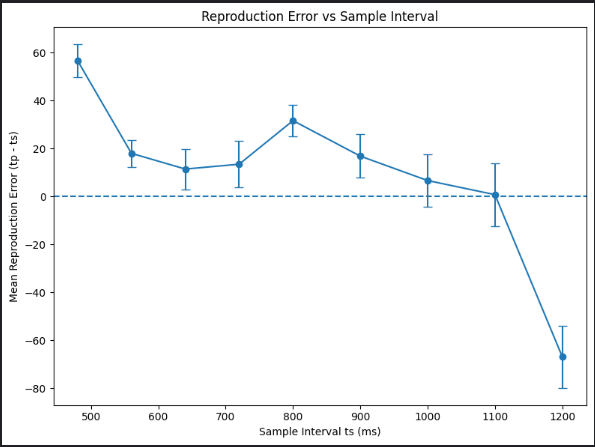 Reproduction Error vs Sample Interval
Mean Reproduction Error (tp - ts)
60
40
20
0
−20
−40
−60
−80
500 600 700 800 900 1000 1100 1200
Sample Interval ts (ms)